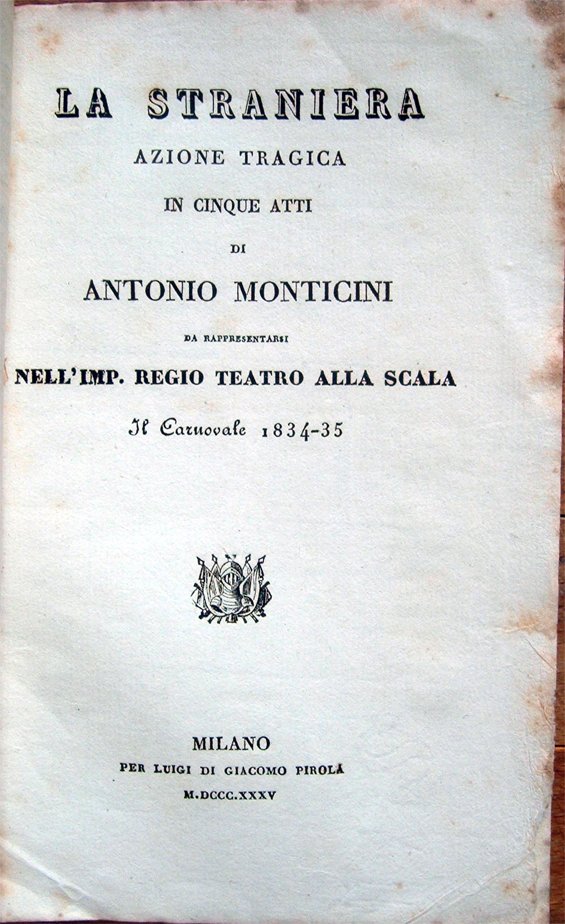 LA STRANIERA
AZIONE TRAGICA
IN CINQUE ATTI
DI
ANTONIO MONTICINI
DA RAPPRESENTARSI
NELL'IMP. REGIO TEATRO ALLA SCALA
Il Carnovale 1834-35
MILANO
PER LUIGI DI GIACOMO PIROLA
M.DCCC.XXXV